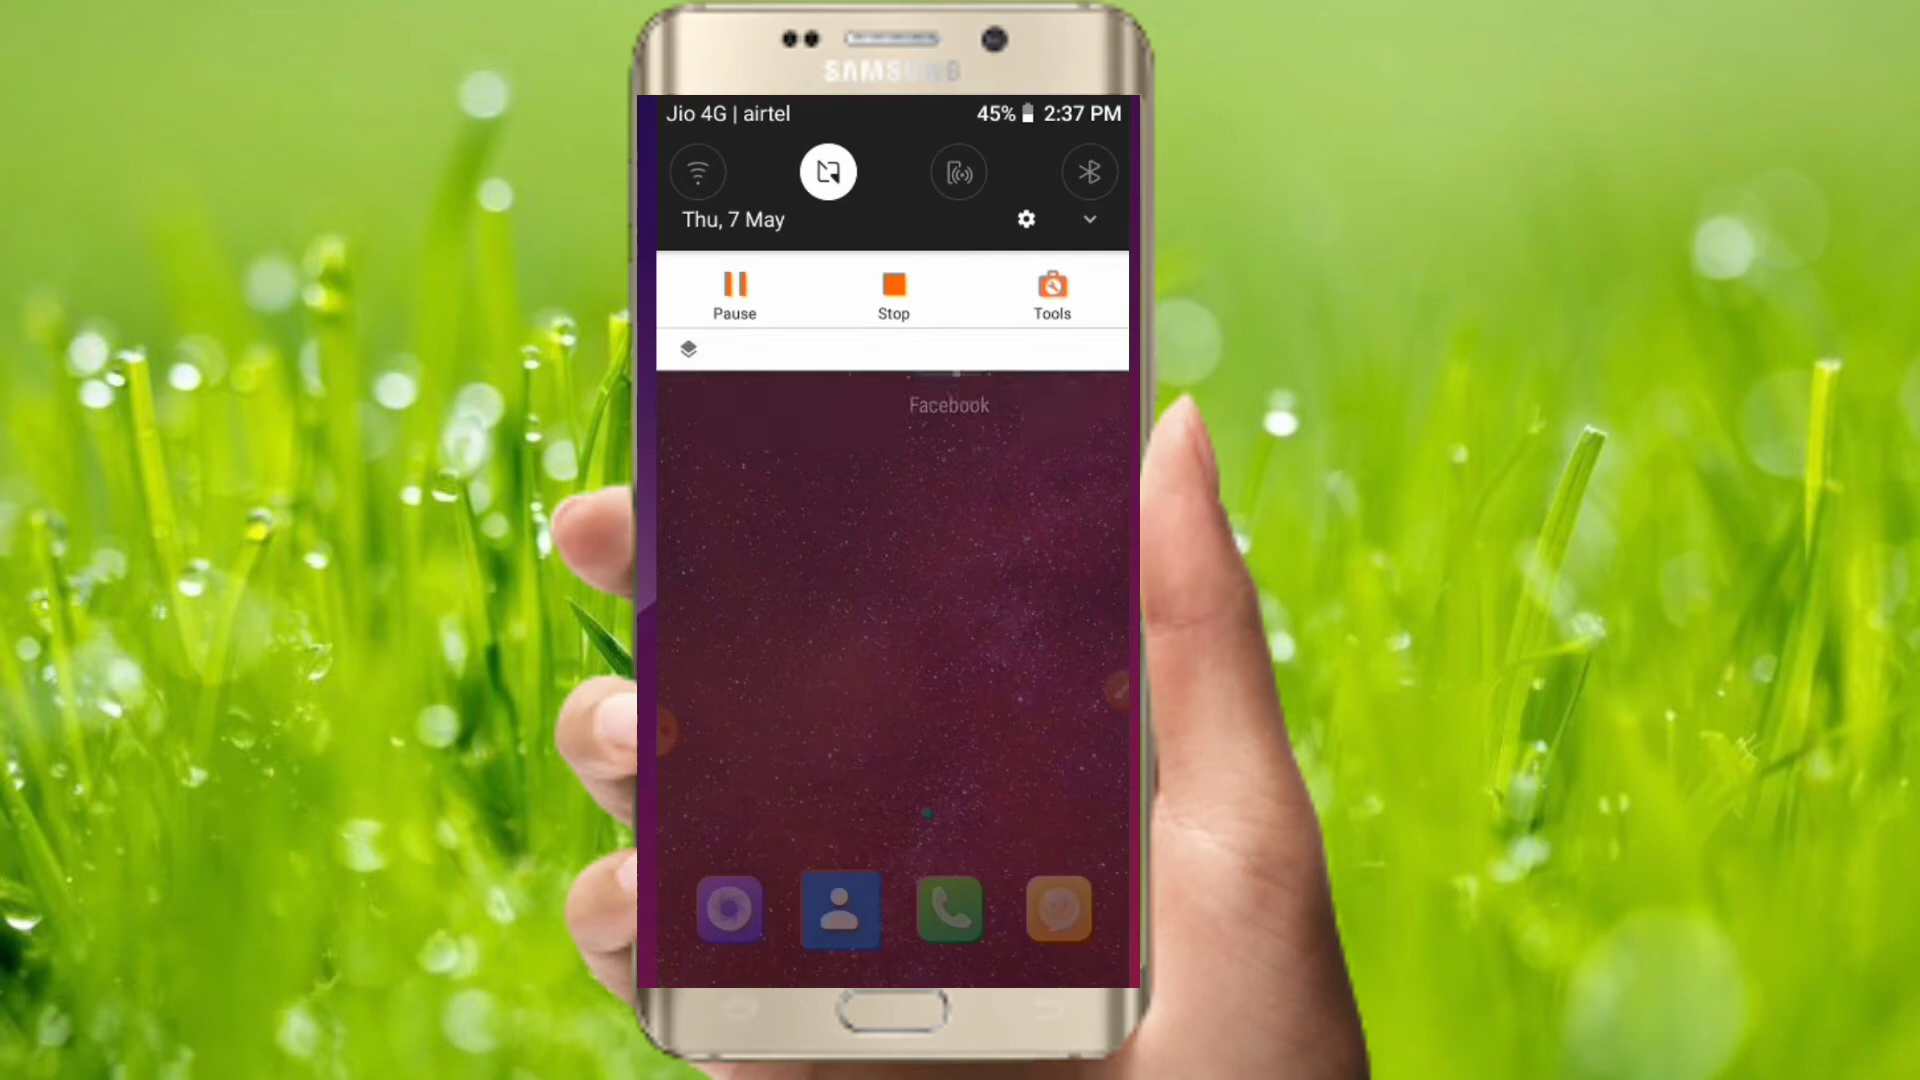 SAMSUNG
Jio 4G | airtel 45% 2:37 PM
Thu, 7 May
Pause Stop Tools
Facebook